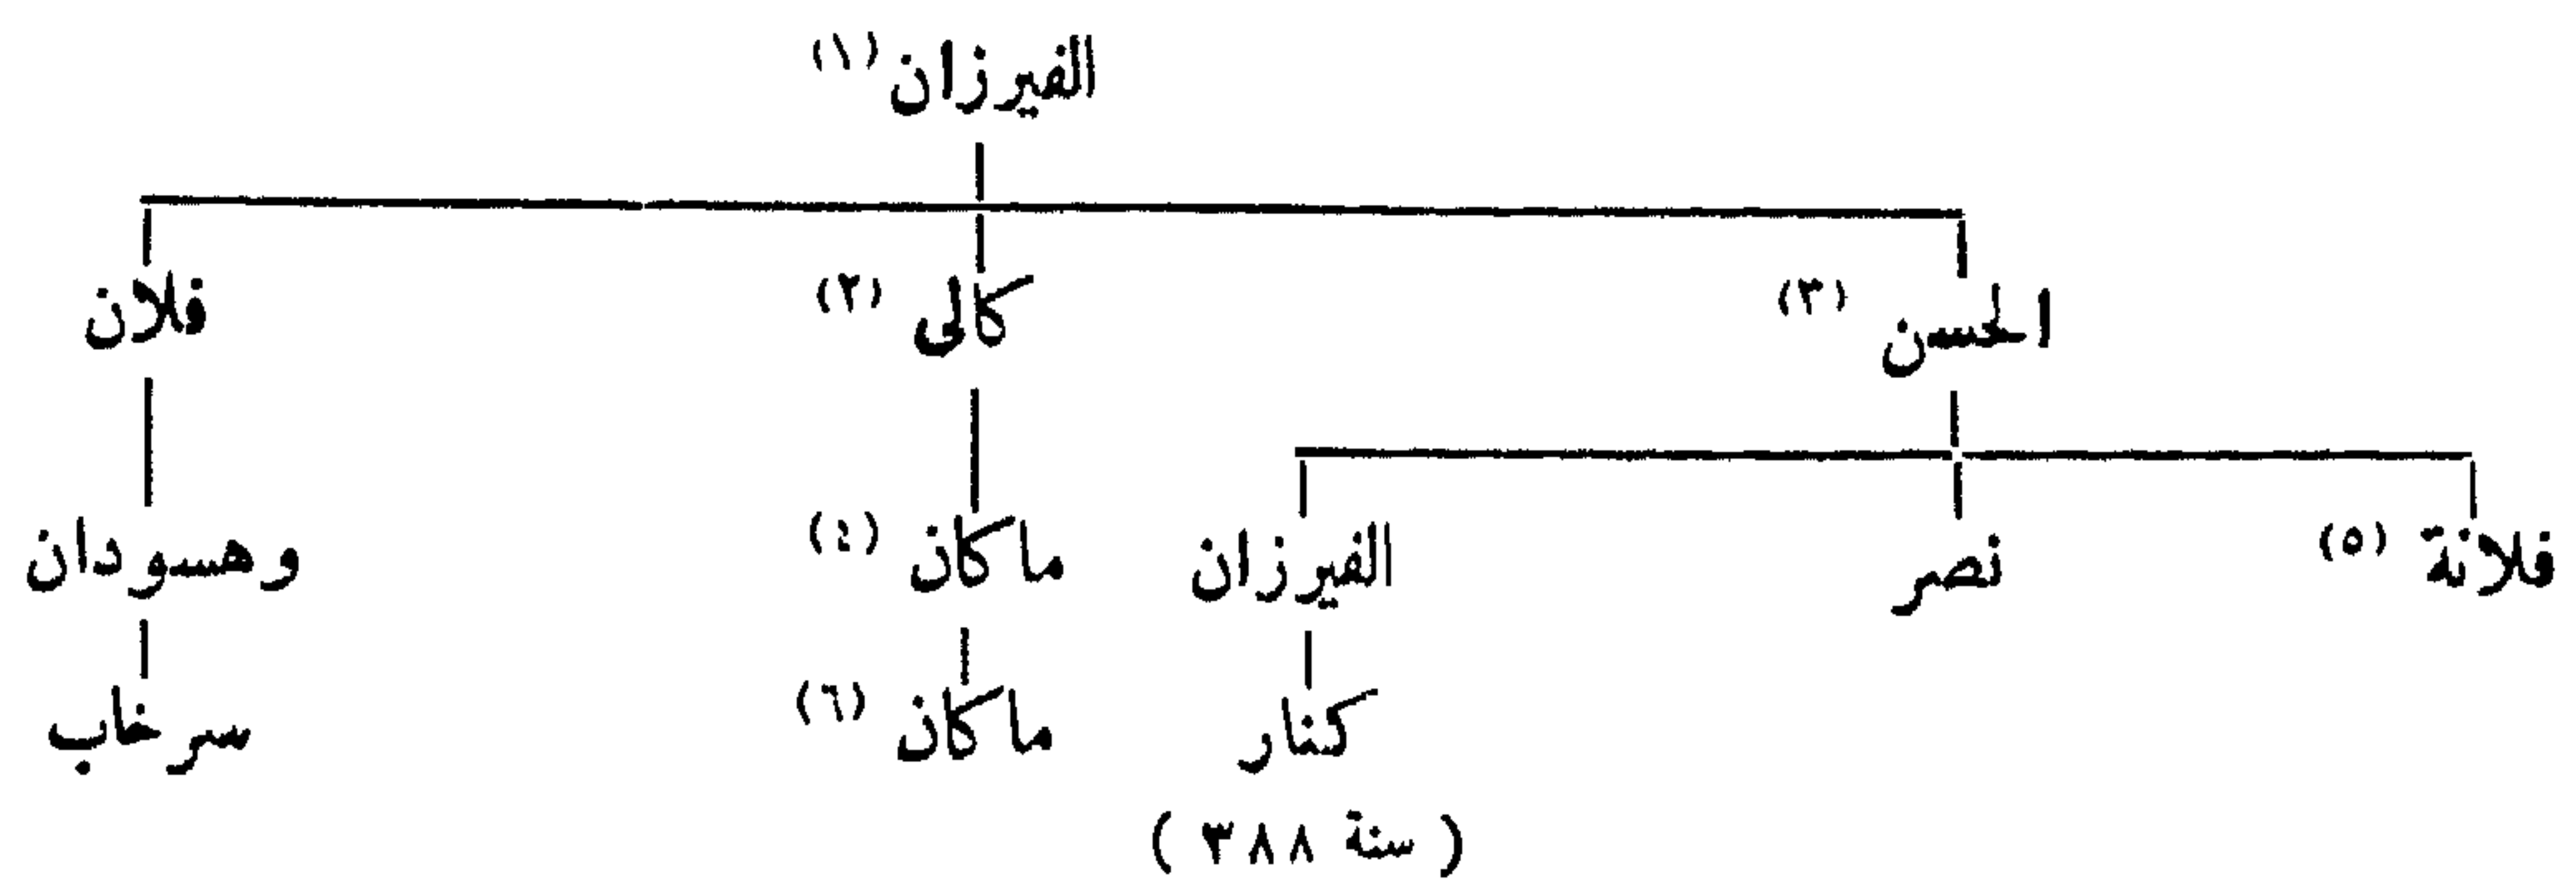 الفيرزان (١)
الحسن (٣) كالى (٢) فلان
فلانة (٥) نصر الفيرزان ماكان (٤) وهسودان
كنار ماكان (٦) سرخاب
( سنة ٣٨٨ )